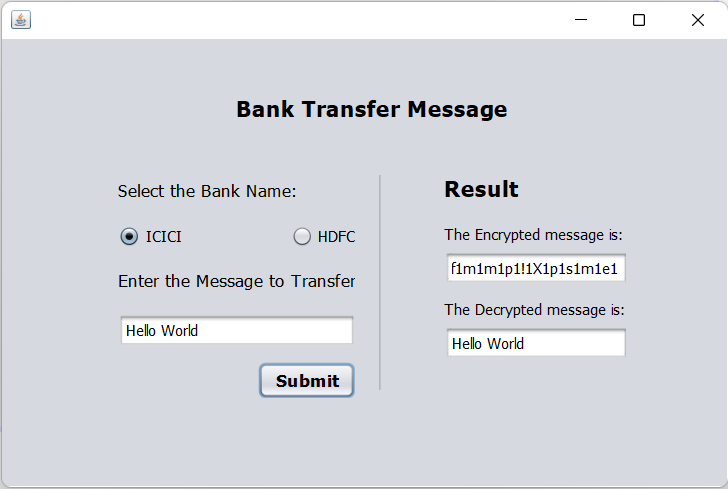 Bank Transfer Message
Select the Bank Name:
ICICI
HDFC
Enter the Message to Transfer
Hello World
Submit
Result
The Encrypted message is:
f1m1m1p1!1X1p1s1m1e1
The Decrypted message is:
Hello World